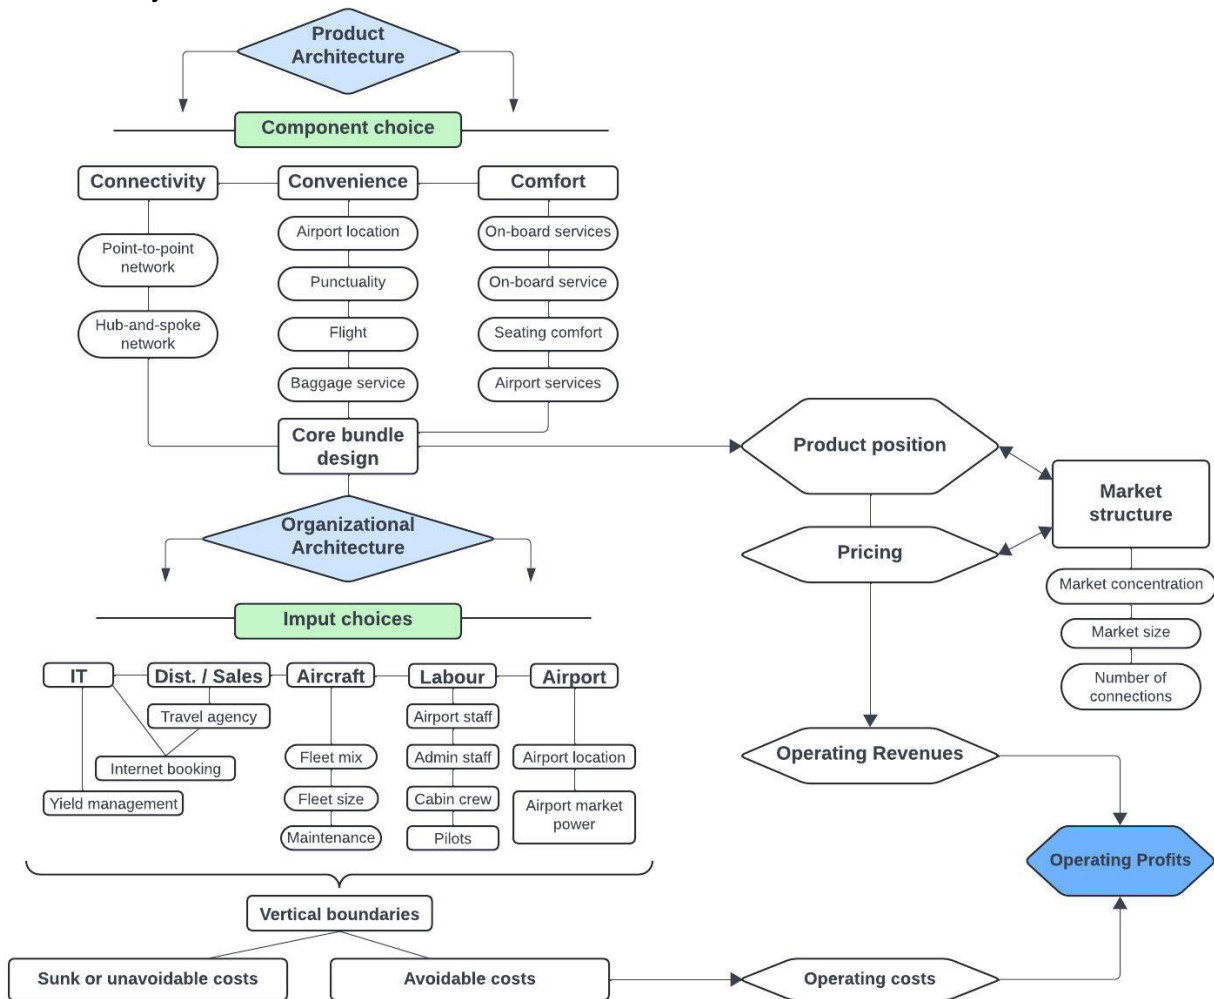 Product
Architecture
Component choice
Connectivity
Convenience
Comfort
Point-to-point
network
Hub-and-spoke
network
Airport location
Punctuality
Flight
Baggage service
On-board services
On-board service
Seating comfort
Airport services
Core bundle
design
Product position
Market
structure
Pricing
Market concentration
Market size
Number of
connections
Organizational
Architecture
Imput choices
IT
Dist. / Sales
Aircraft
Labour
Airport
Travel agency
Internet booking
Yield management
Fleet mix
Fleet size
Maintenance
Airport staff
Admin staff
Cabin crew
Pilots
Airport location
Airport market
power
Operating Revenues
Operating Profits
Vertical boundaries
Sunk or unavoidable costs
Avoidable costs
Operating costs